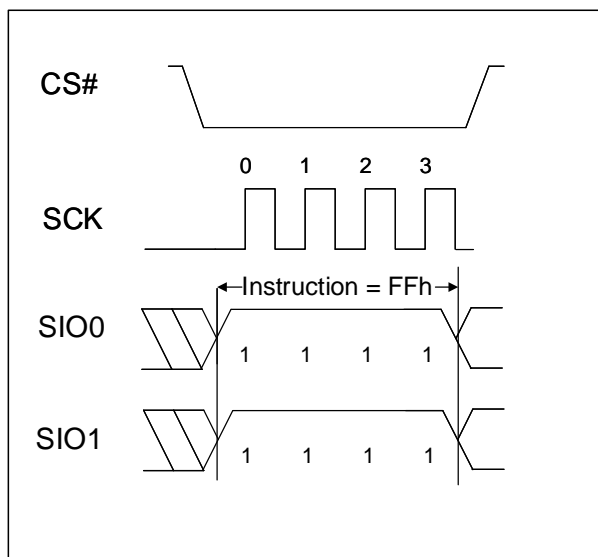 CS#
0 1 2 3
SCK
Instruction = FFh
SIO0
1 1 1 1
SIO1
1 1 1 1